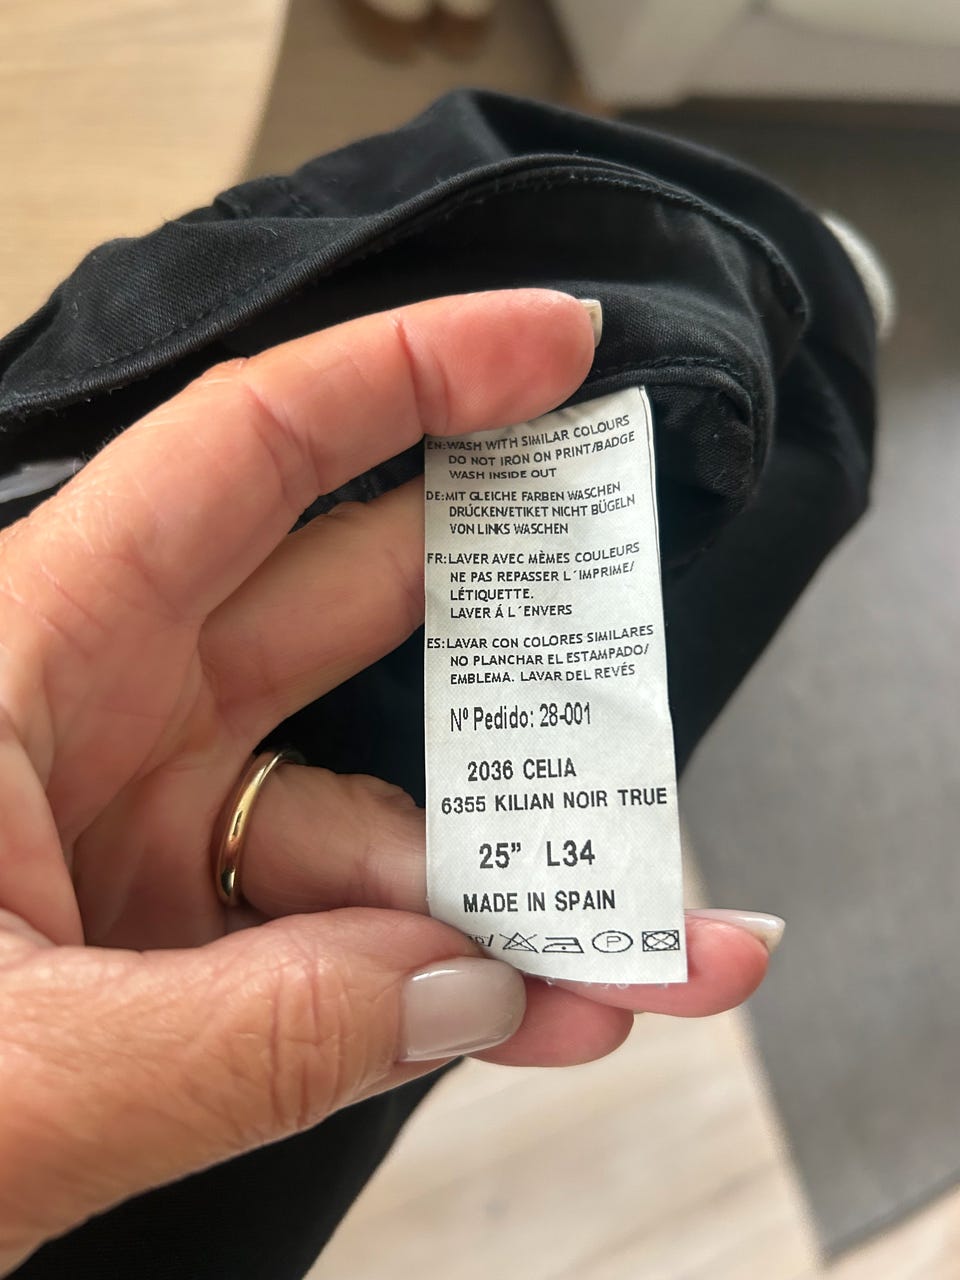 EN:WASH WITH SIMILAR COLOURS
DO NOT IRON ON PRINT/BADGE
WASH INSIDE OUT
DE:MIT GLEICHE FARBEN WASCHEN
DRÜCKEN/ETIKET NICHT BÜGELN
VON LINKS WASCHEN
FR:LAVER AVEC MÈMES COULEURS
NE PAS REPASSER L´IMPRIME/
LÉTIQUETTE.
LAVER Á L´ENVERS
ES:LAVAR CON COLORES SIMILARES
NO PLANCHAR EL ESTAMPADO/
EMBLEMA. LAVAR DEL REVÉS
Nº Pedido: 28-001
2036 CELIA
6355 KILIAN NOIR TRUE
25” L34
MADE IN SPAIN
P